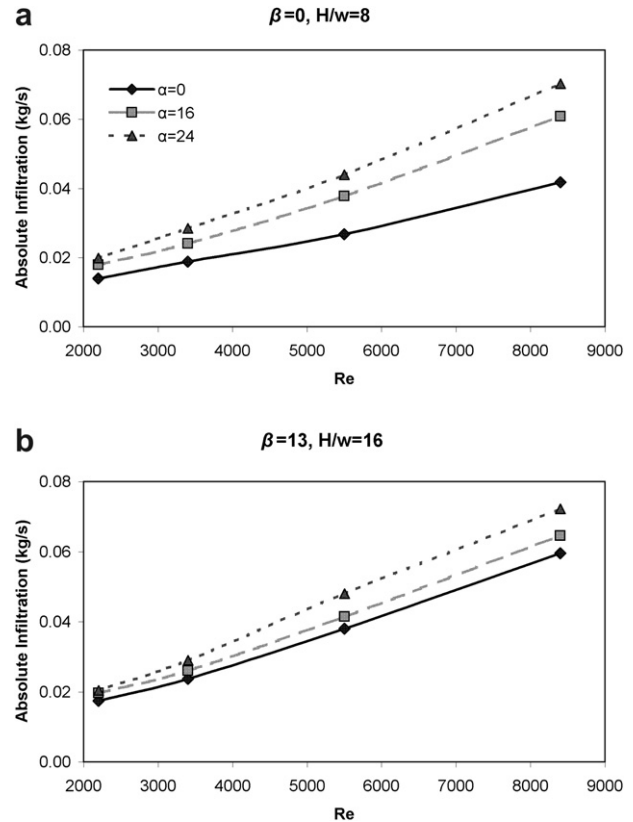 a
β=0, H/w=8
Absolute Infiltration (kg/s)
0.08
0.06
0.04
0.02
0.00
α=0
α=16
α=24
2000 3000 4000 5000 6000 7000 8000 9000
Re
b
β=13, H/w=16
Absolute Infiltration (kg/s)
0.08
0.06
0.04
0.02
0.00
2000 3000 4000 5000 6000 7000 8000 9000
Re